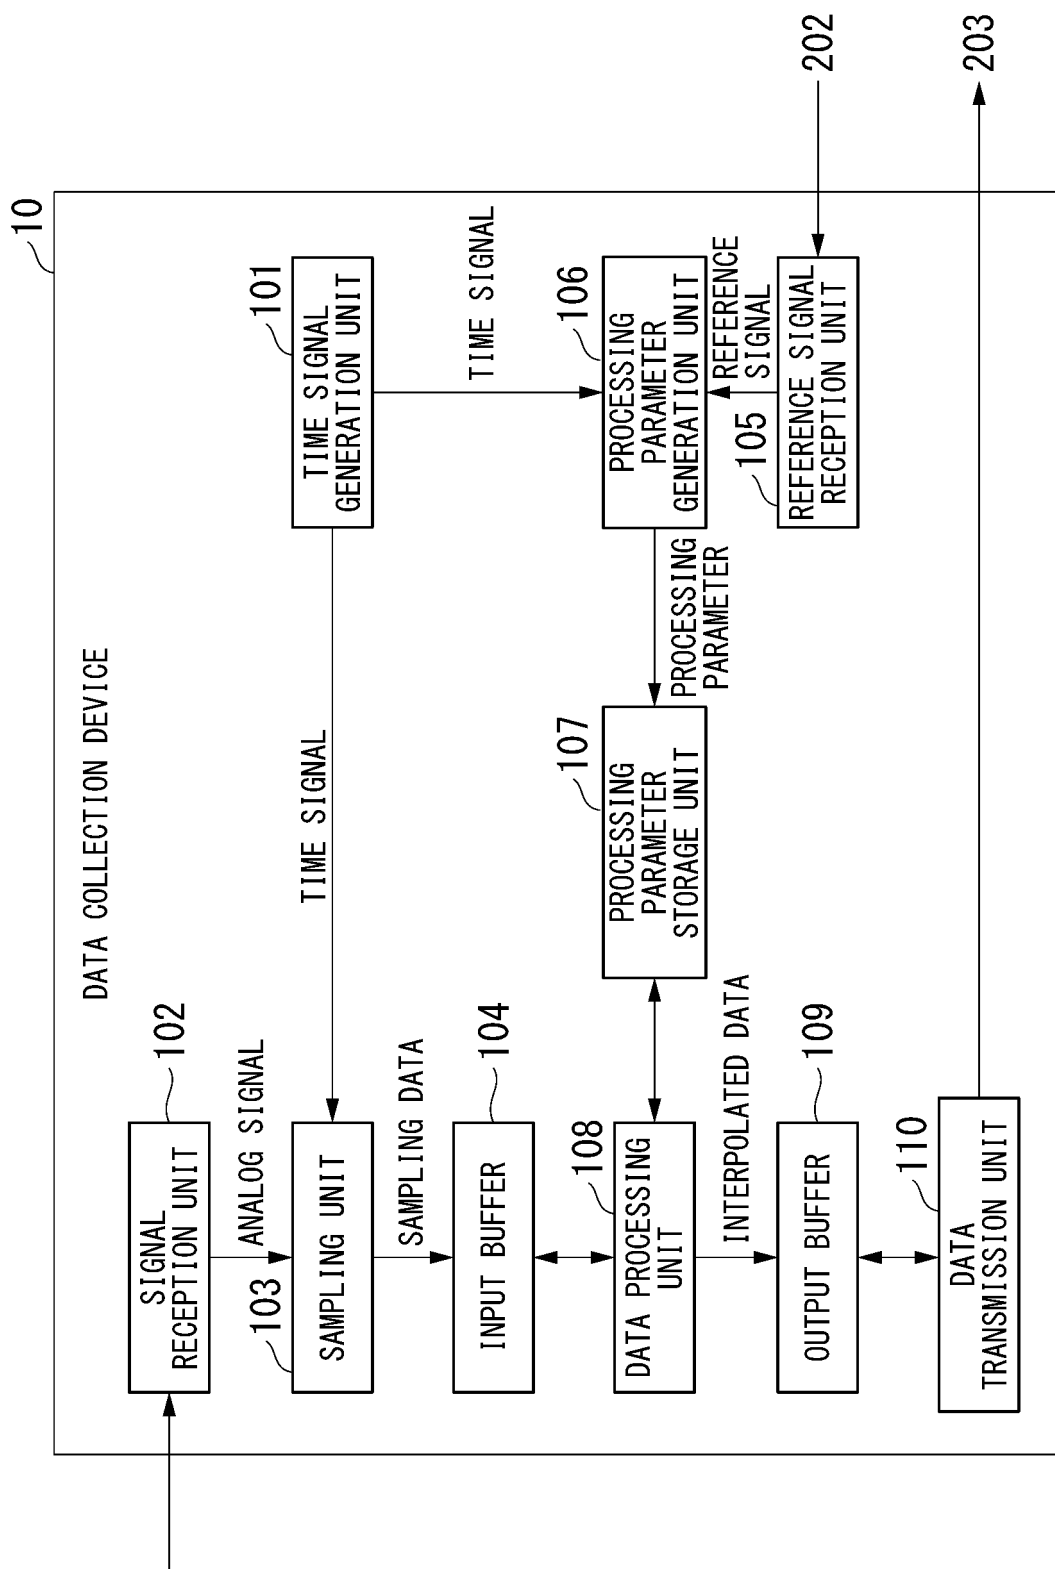 10
DATA COLLECTION DEVICE
102
SIGNAL
RECEPTION UNIT
ANALOG SIGNAL
103
SAMPLING UNIT
TIME SIGNAL
101
TIME SIGNAL
GENERATION UNIT
SAMPLING DATA
TIME SIGNAL
104
INPUT BUFFER
108
DATA PROCESSING
UNIT
107
PROCESSING
PARAMETER
STORAGE UNIT
PROCESSING
PARAMETER
106
PROCESSING
PARAMETER
GENERATION UNIT
INTERPOLATED DATA
REFERENCE
SIGNAL
109
OUTPUT BUFFER
105
REFERENCE SIGNAL
RECEPTION UNIT
202
110
DATA
TRANSMISSION UNIT
203